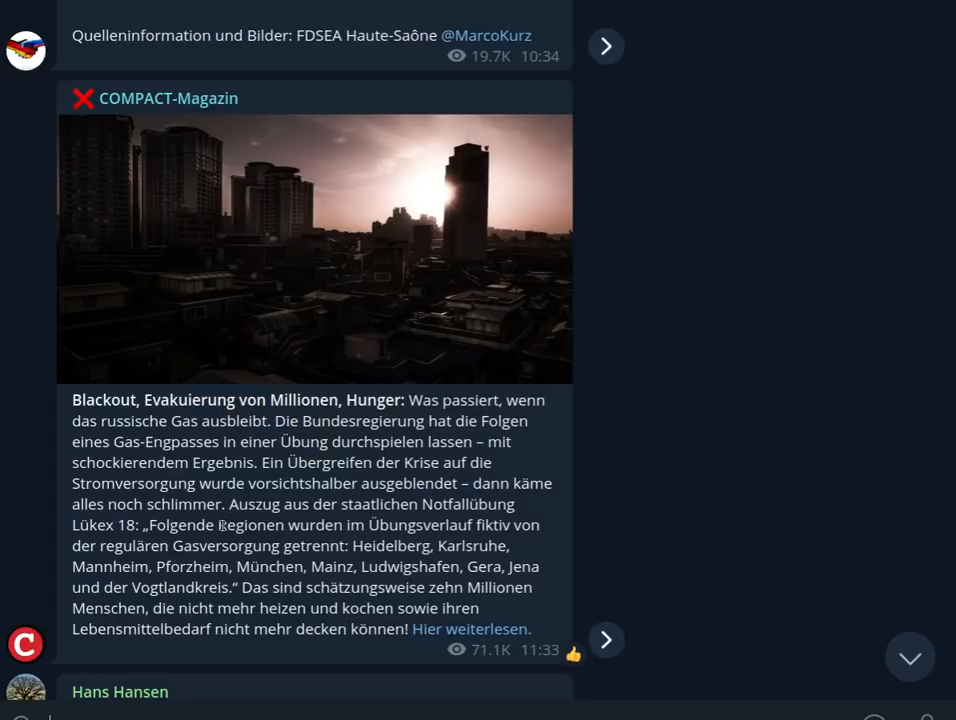 Quelleninformation und Bilder: FDSEA Haute-Saône @MarcoKurz
19.7K 10:34
COMPACT-Magazin
Blackout, Evakuierung von Millionen, Hunger: Was passiert, wenn
das russische Gas ausbleibt. Die Bundesregierung hat die Folgen
eines Gas-Engpasses in einer Übung durchspielen lassen – mit
schockierendem Ergebnis. Ein Übergreifen der Krise auf die
Stromversorgung wurde vorsichtshalber ausgeblendet – dann käme
alles noch schlimmer. Auszug aus der staatlichen Notfallübung
Lükex 18: „Folgende Regionen wurden im Übungsverlauf fiktiv von
der regulären Gasversorgung getrennt: Heidelberg, Karlsruhe,
Mannheim, Pforzheim, München, Mainz, Ludwigshafen, Gera, Jena
und der Vogtlandkreis.“ Das sind schätzungsweise zehn Millionen
Menschen, die nicht mehr heizen und kochen sowie ihren
Lebensmittelbedarf nicht mehr decken können! Hier weiterlesen.
C
71.1K 11:33
Hans Hansen